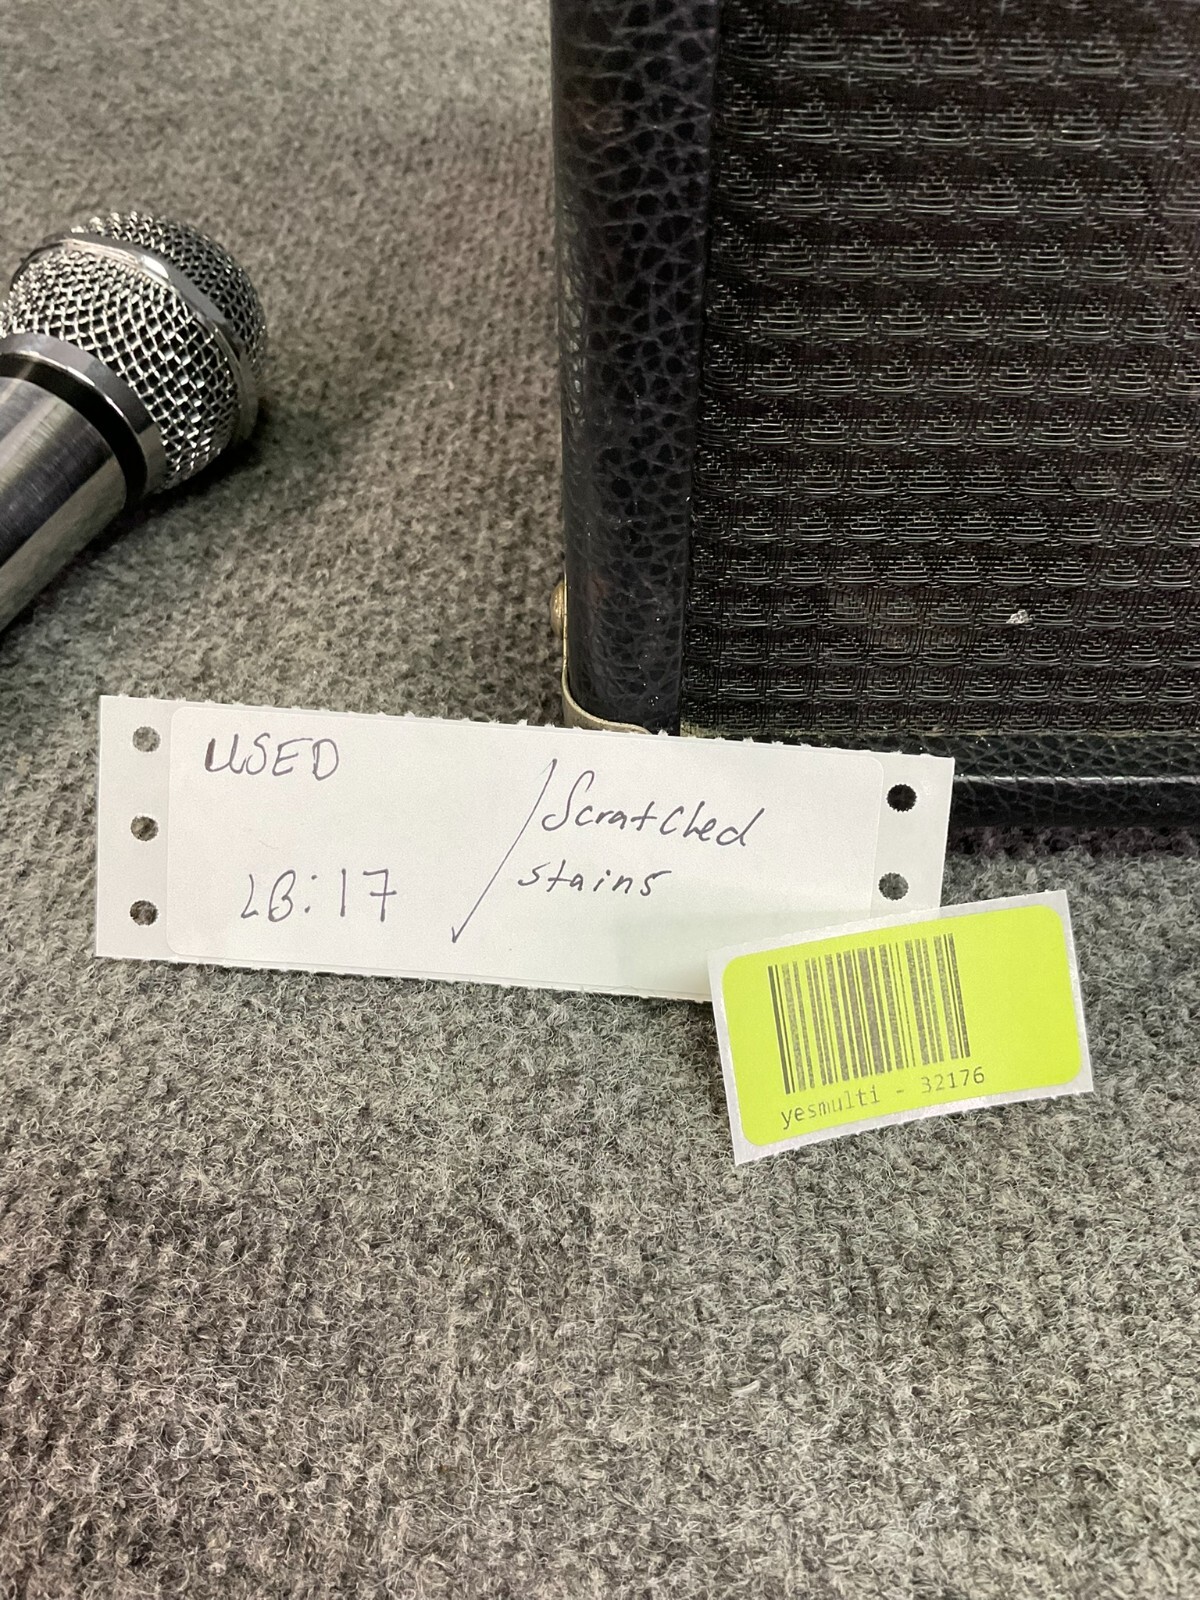 USED
/ Scratched
stains
LB:17
yesmulti - 32176